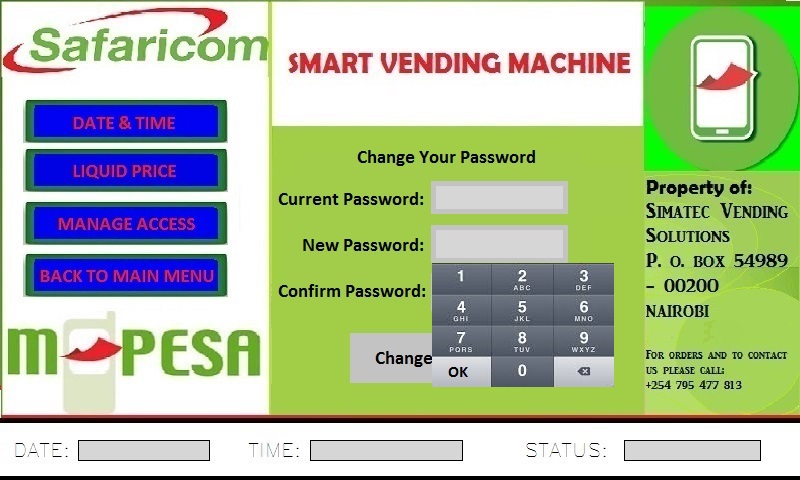 Safaricom
DATE & TIME
LIQUID PRICE
MANAGE ACCESS
BACK TO MAIN MENU
M PESA
SMART VENDING MACHINE
Change Your Password
Current Password:
New Password:
Confirm Password:
Change
1 2 ABC 3 DEF
4 GHI 5 JKL 6 MNO
7 PQRS 8 TUV 9 WXYZ
OK 0
Property of:
SIMATEC VENDING
SOLUTIONS
P. O. BOX 54989
- 00200
NAIROBI
FOR ORDERS AND TO CONTACT
US, PLEASE CALL:
+254 795 477 813
DATE: TIME: STATUS: